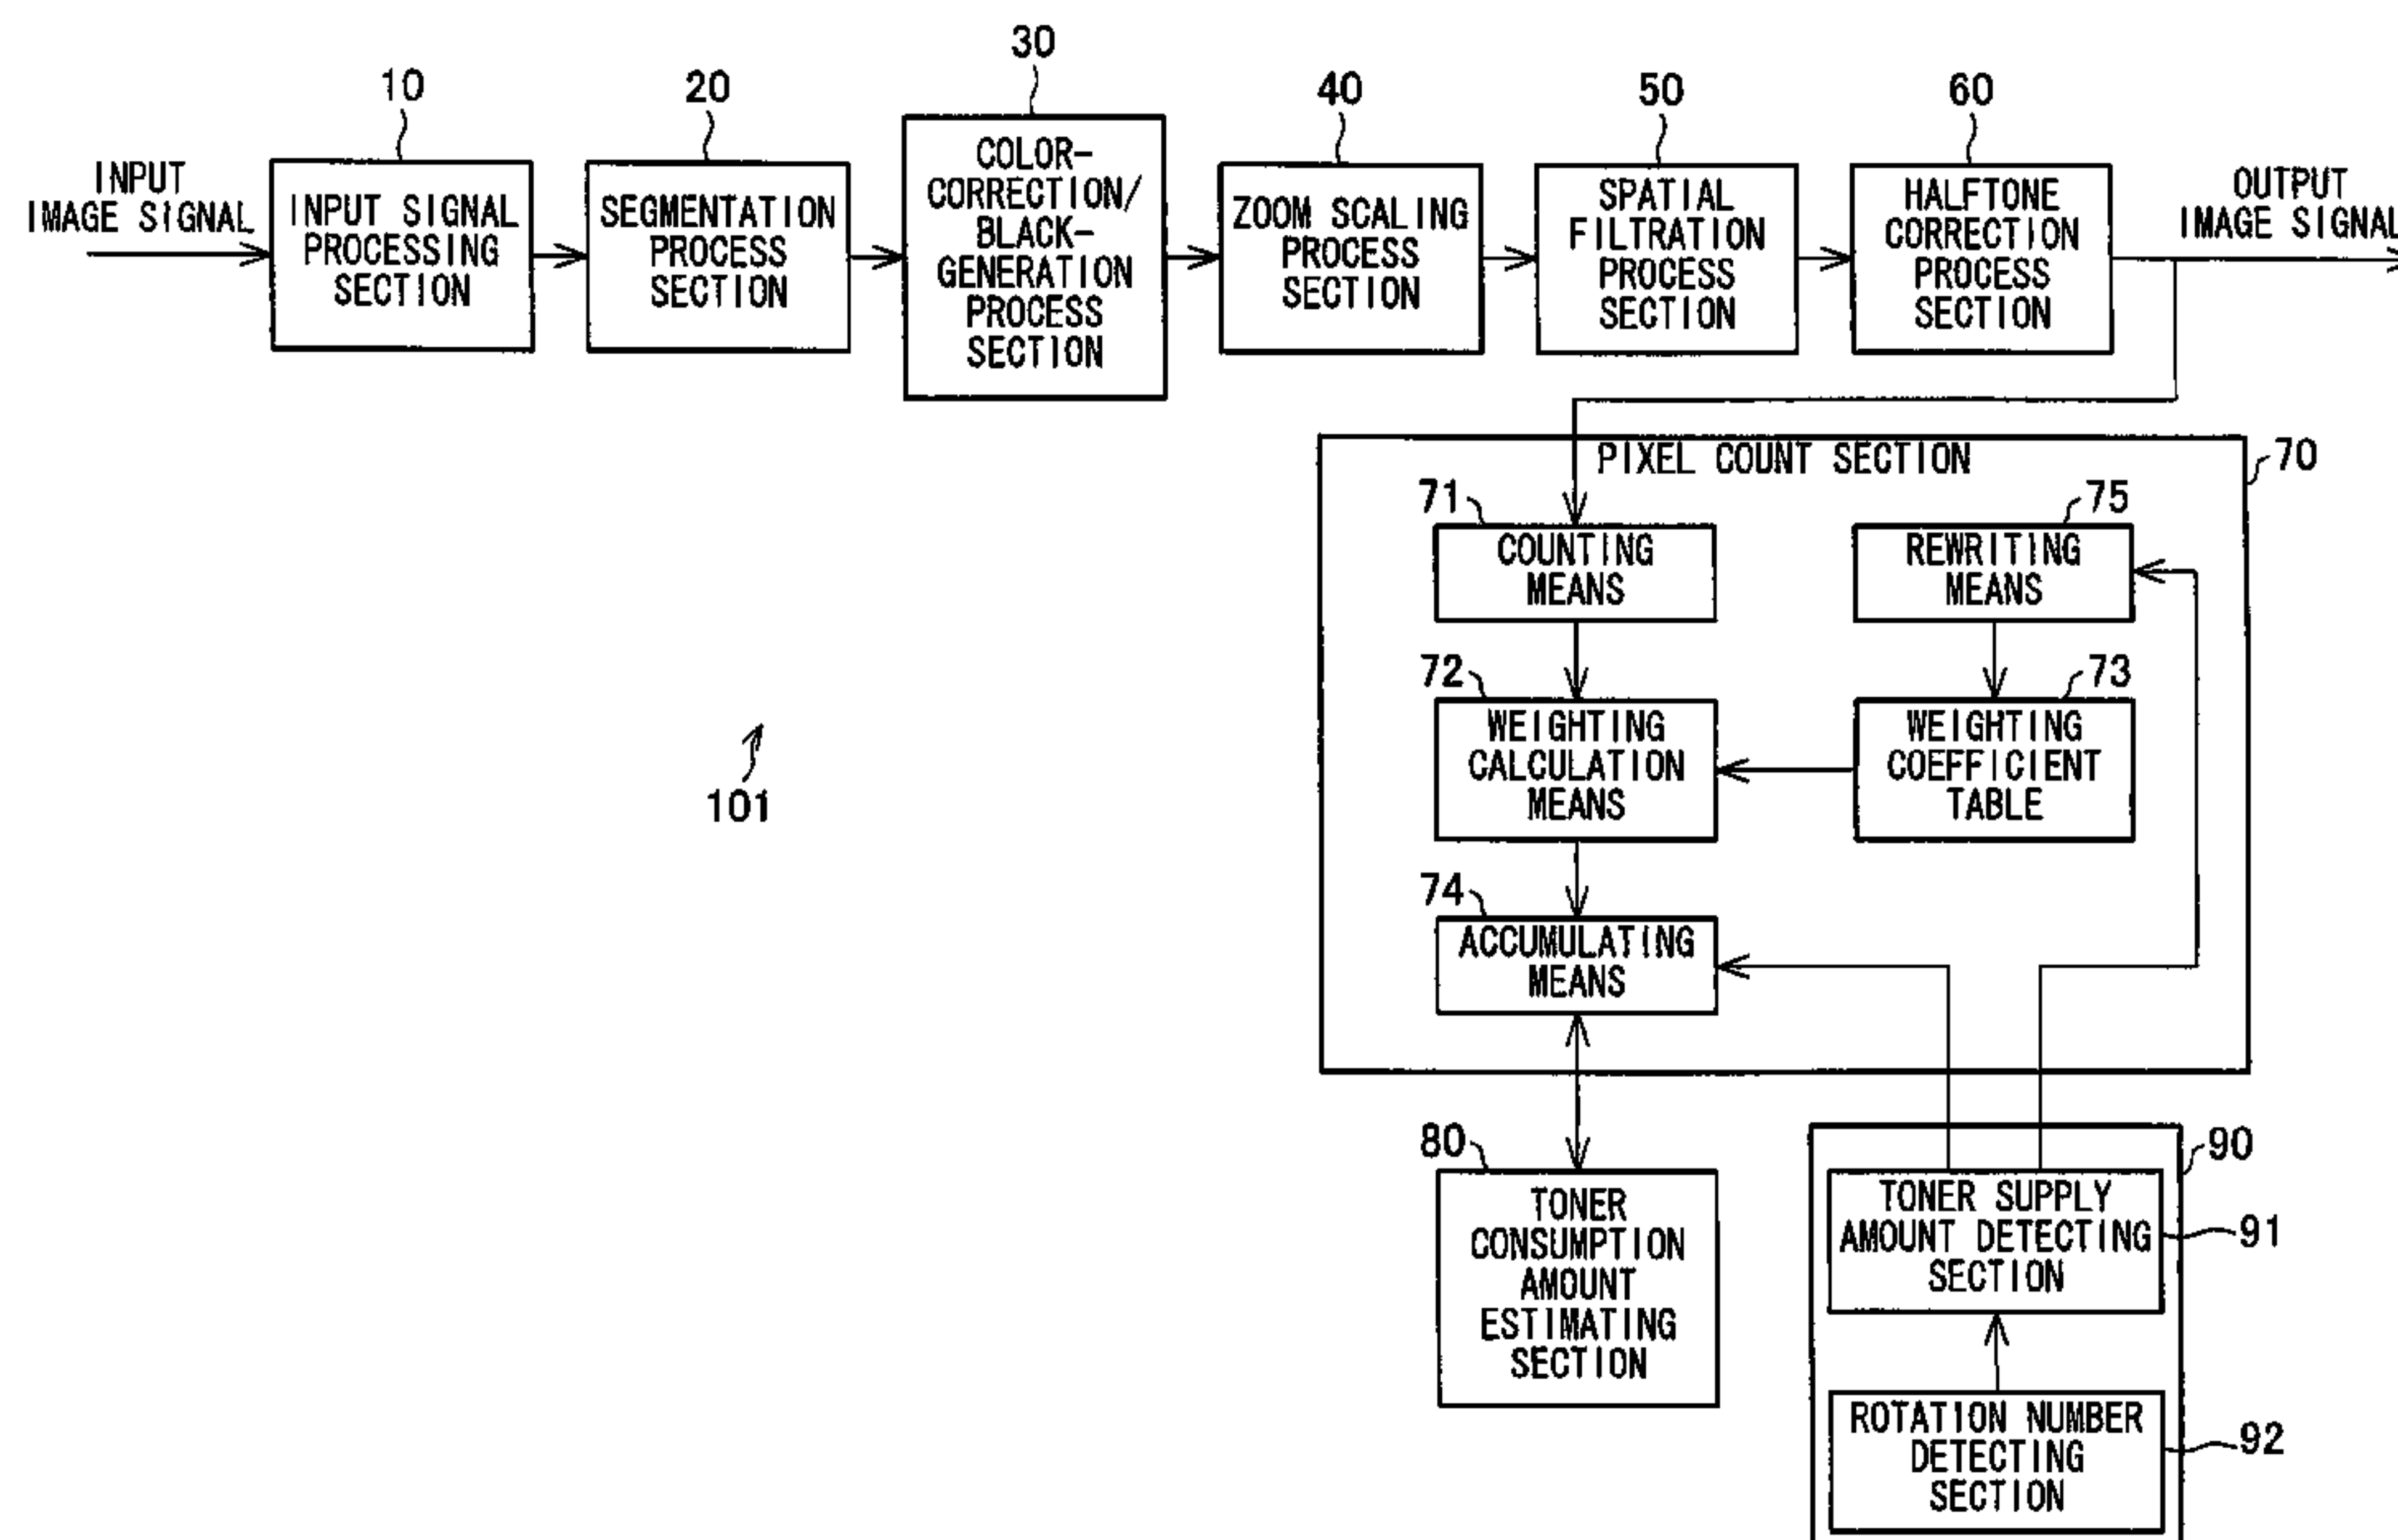 INPUT
IMAGE SIGNAL
10
INPUT SIGNAL
PROCESSING
SECTION
20
SEGMENTATION
PROCESS
SECTION
30
COLOR-
CORRECTION/
BLACK-
GENERATION
PROCESS
SECTION
40
ZOOM SCALING
PROCESS
SECTION
50
SPATIAL
FILTRATION
PROCESS
SECTION
60
HALFTONE
CORRECTION
PROCESS
SECTION
OUTPUT
IMAGE SIGNAL
PIXEL COUNT SECTION
70
71
COUNTING
MEANS
75
REWRITING
MEANS
72
WEIGHTING
CALCULATION
MEANS
73
WEIGHTING
COEFFICIENT
TABLE
74
ACCUMULATING
MEANS
101
80
TONER
CONSUMPTION
AMOUNT
ESTIMATING
SECTION
90
TONER SUPPLY
AMOUNT DETECTING
SECTION
91
ROTATION NUMBER
DETECTING
SECTION
92